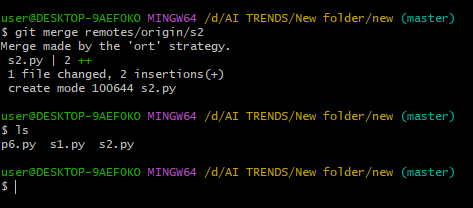 user@DESKTOP-9AEFOKO MINGW64 /d/AI TRENDS/New folder/new (master)
$ git merge remotes/origin/s2
Merge made by the 'ort' strategy.
 s2.py | 2 ++
 1 file changed, 2 insertions(+)
 create mode 100644 s2.py
user@DESKTOP-9AEFOKO MINGW64 /d/AI TRENDS/New folder/new (master)
$ ls
p6.py  s1.py  s2.py
user@DESKTOP-9AEFOKO MINGW64 /d/AI TRENDS/New folder/new (master)
$